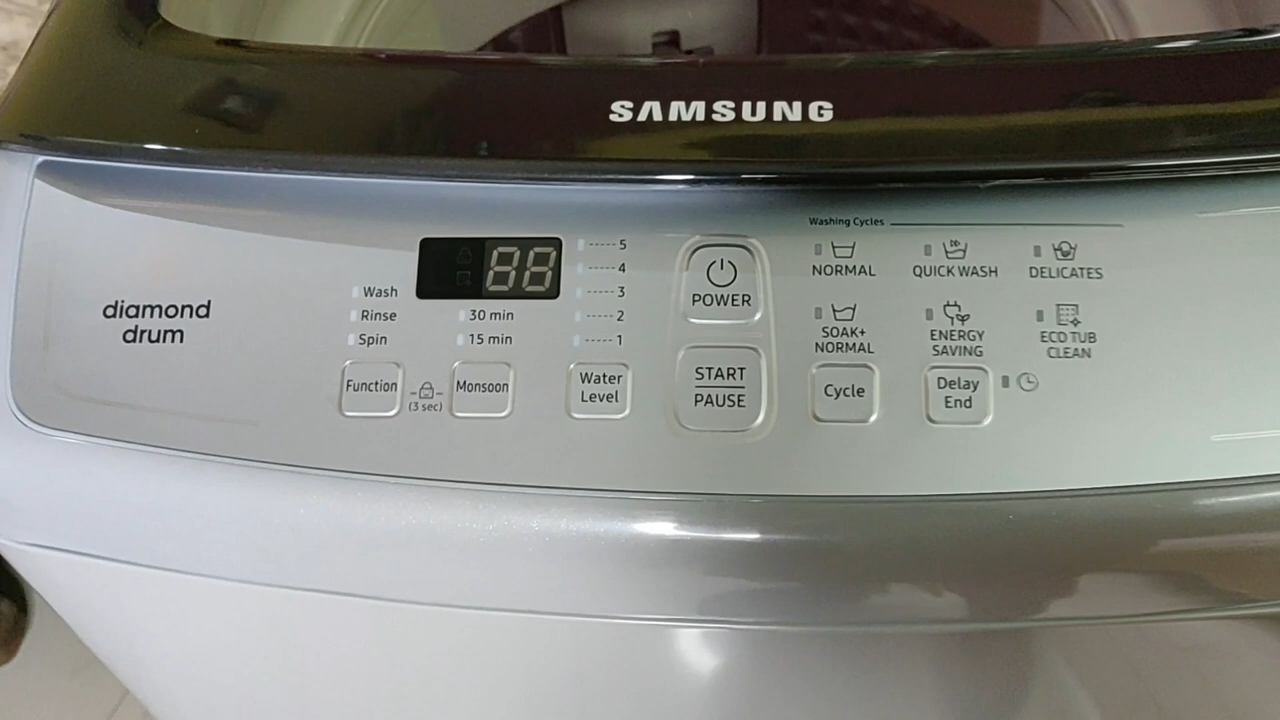 SAMSUNG
diamond
drum
Wash
Rinse
Spin
88
30 min
15 min
5
4
3
2
1
Function
(3 sec)
Monsoon
Water
Level
POWER
START
PAUSE
Washing Cycles
NORMAL
QUICK WASH
DELICATES
SOAK+
NORMAL
ENERGY
SAVING
ECO TUB
CLEAN
Cycle
Delay
End